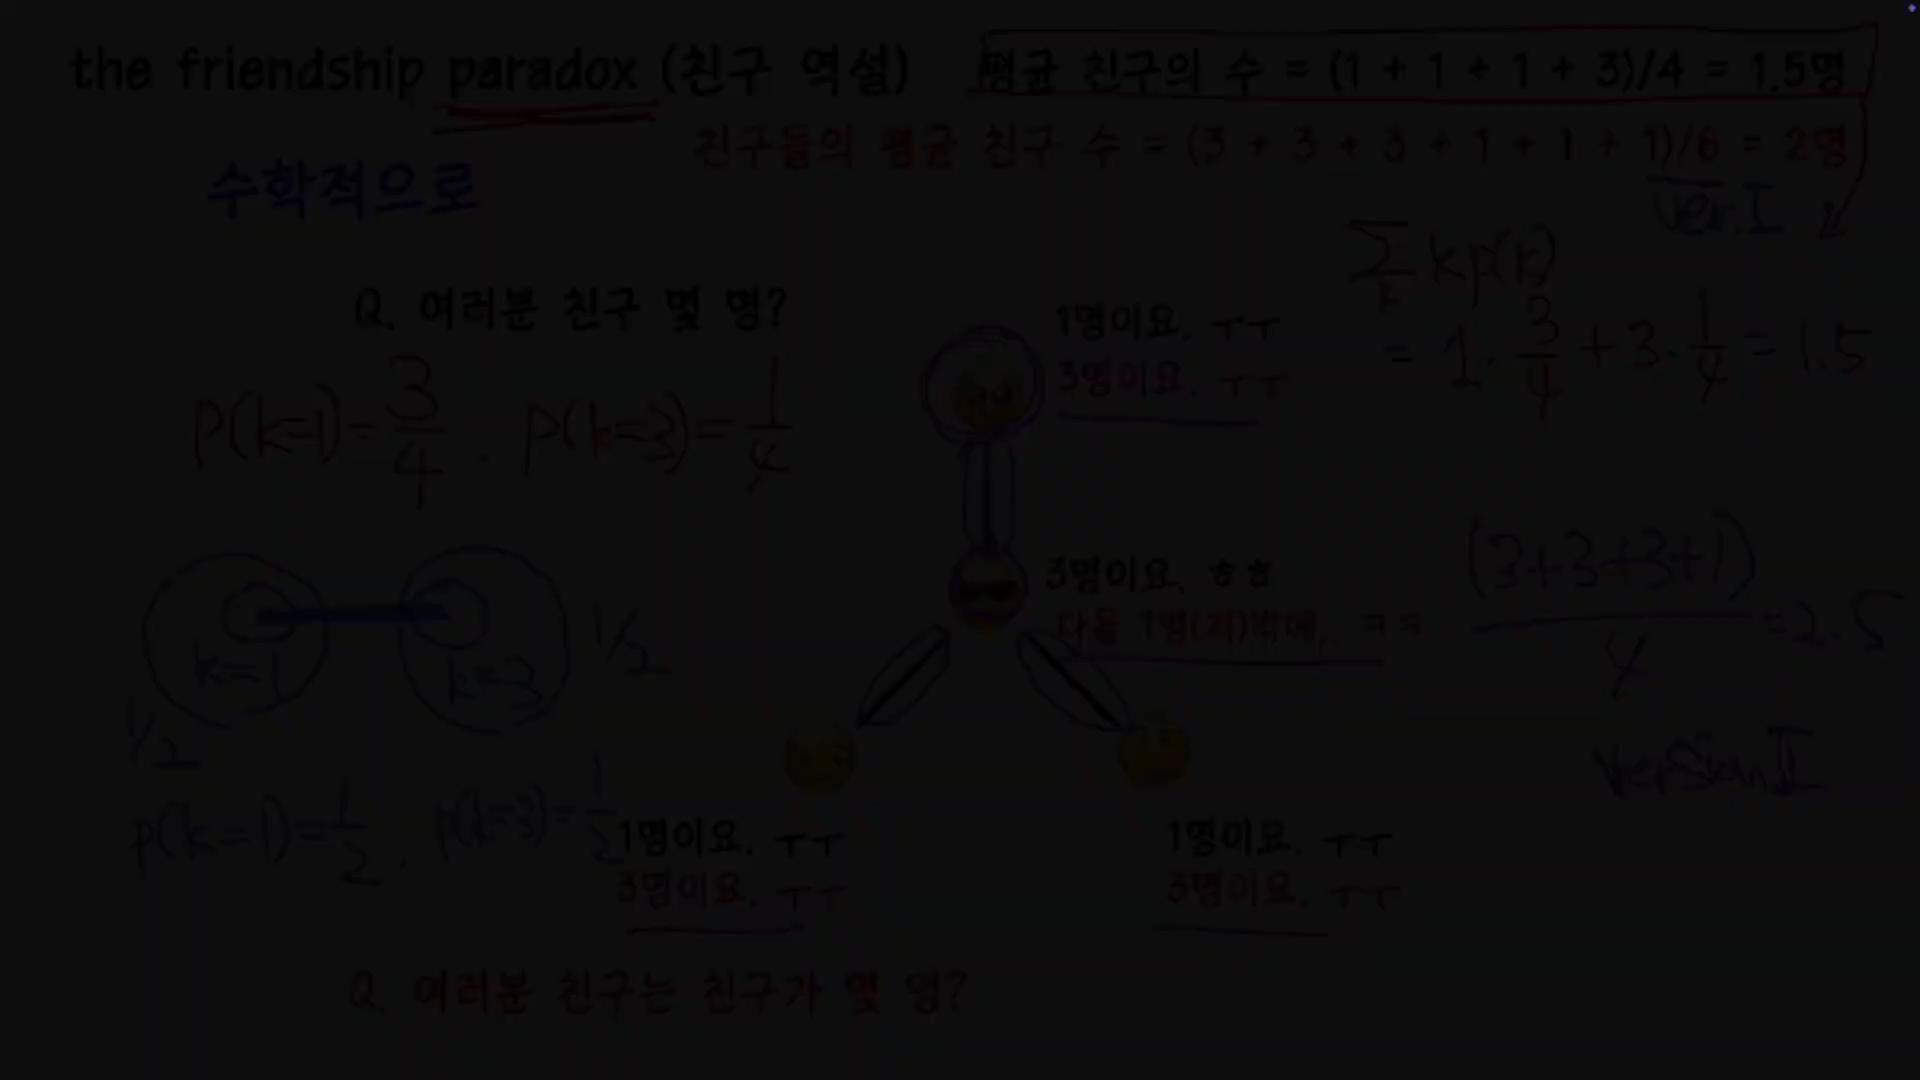 the friendship paradox (친구 역설)
평균 친구의 수 = (1 + 1 + 1 + 3)/4 = 1.5명
친구들의 평균 친구 수 = (3 + 3 + 3 + 1 + 1 + 1)/6 = 2명
수학적으로
ver.I
Σ k p(k)
k
= 1·3/4 + 3·1/4 = 1.5
Q. 여러분 친구 몇 명?
1명이요. ㅜㅜ
3명이요. ㅜㅜ
P(k=1)=3/4. P(k=3)=1/4
3명이요. ㅎㅎ
다들 1명(저)밖에.. ㅋㅋ
(3+3+3+1)/4 = 2.5
k=1
k=3
1/2
1/2
version II
p(k=1)=1/2, p(k=3)=1/2
1명이요. ㅜㅜ
3명이요. ㅜㅜ
1명이요. ㅜㅜ
3명이요. ㅜㅜ
Q. 여러분 친구는 친구가 몇 명?